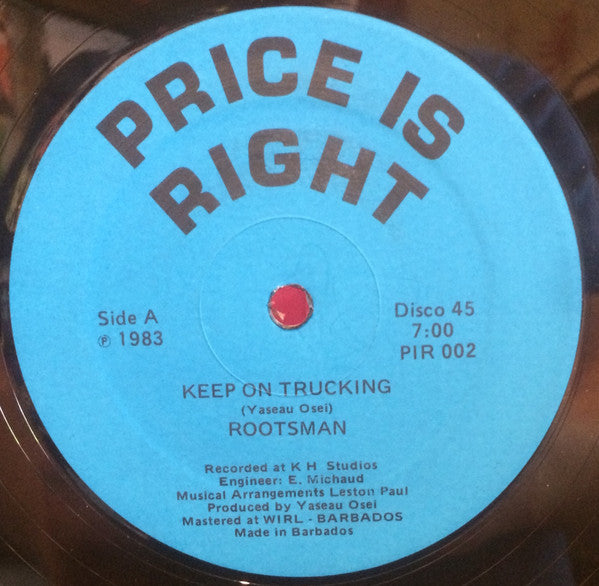 PRICE IS
RIGHT
Side A
℗ 1983
Disco 45
7:00
PIR 002
KEEP ON TRUCKING
(Yaseau Osei)
ROOTSMAN
Recorded at K H Studios
Engineer: E. Michaud
Musical Arrangements Leston Paul
Produced by Yaseau Osei
Mastered at WIRL - BARBADOS
Made in Barbados